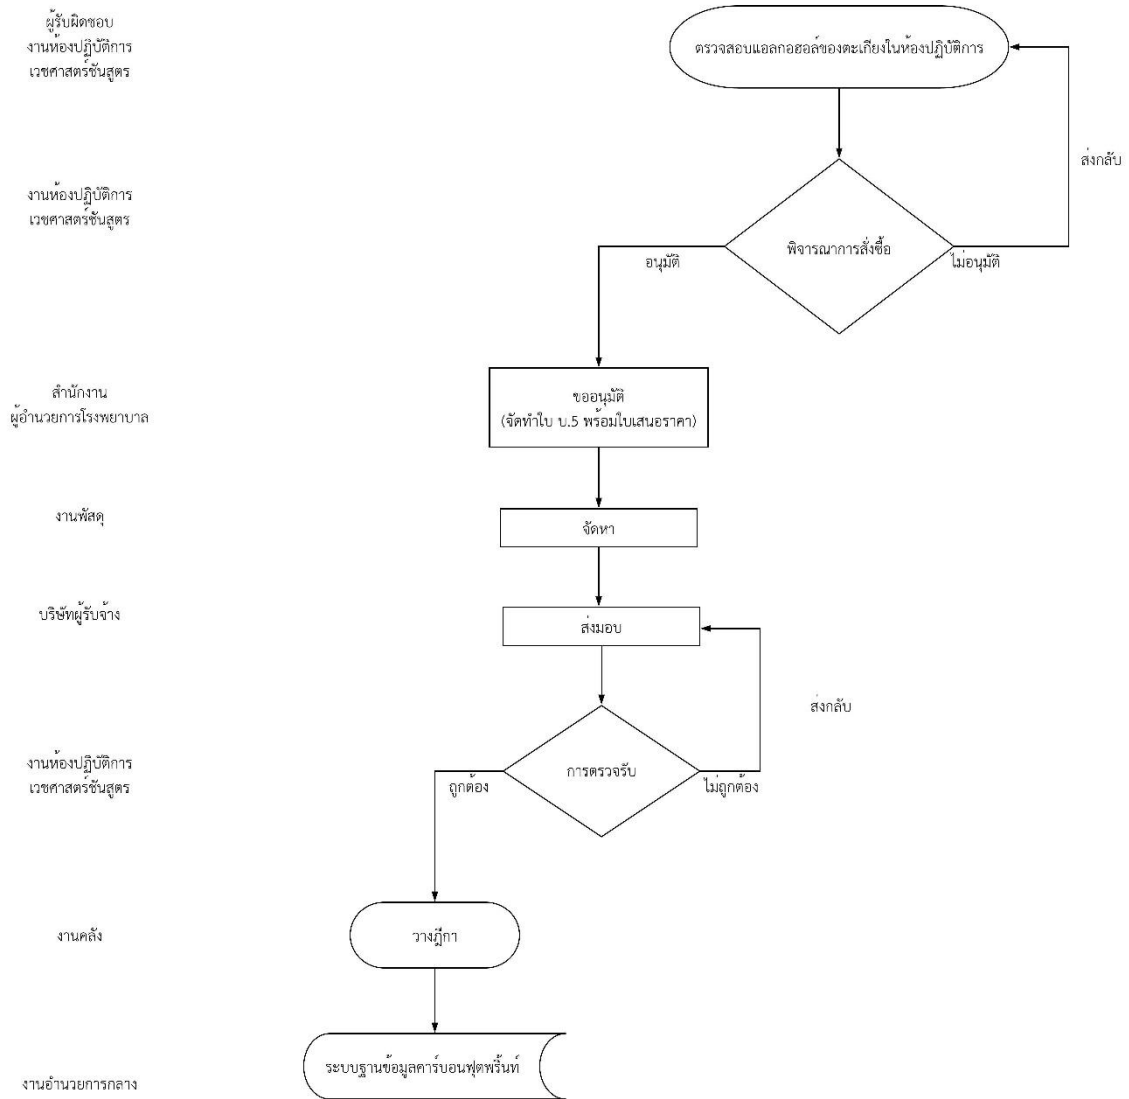 ผู้รับผิดชอบ
งานห้องปฏิบัติการ
เวชศาสตร์ชันสูตร
ตรวจสอบแอลกอฮอล์ของตะเกียงในห้องปฏิบัติการ
ส่งกลับ
งานห้องปฏิบัติการ
เวชศาสตร์ชันสูตร
พิจารณาการสั่งซื้อ
อนุมัติ
ไม่อนุมัติ
สำนักงาน
ผู้อำนวยการโรงพยาบาล
ขออนุมัติ
(จัดทำใบ บ.5 พร้อมใบเสนอราคา)
งานพัสดุ
จัดหา
บริษัทผู้รับจ้าง
ส่งมอบ
ส่งกลับ
งานห้องปฏิบัติการ
เวชศาสตร์ชันสูตร
การตรวจรับ
ถูกต้อง
ไม่ถูกต้อง
งานคลัง
วางฎีกา
ระบบฐานข้อมูลคาร์บอนฟุตพริ้นท์
งานอำนวยการกลาง